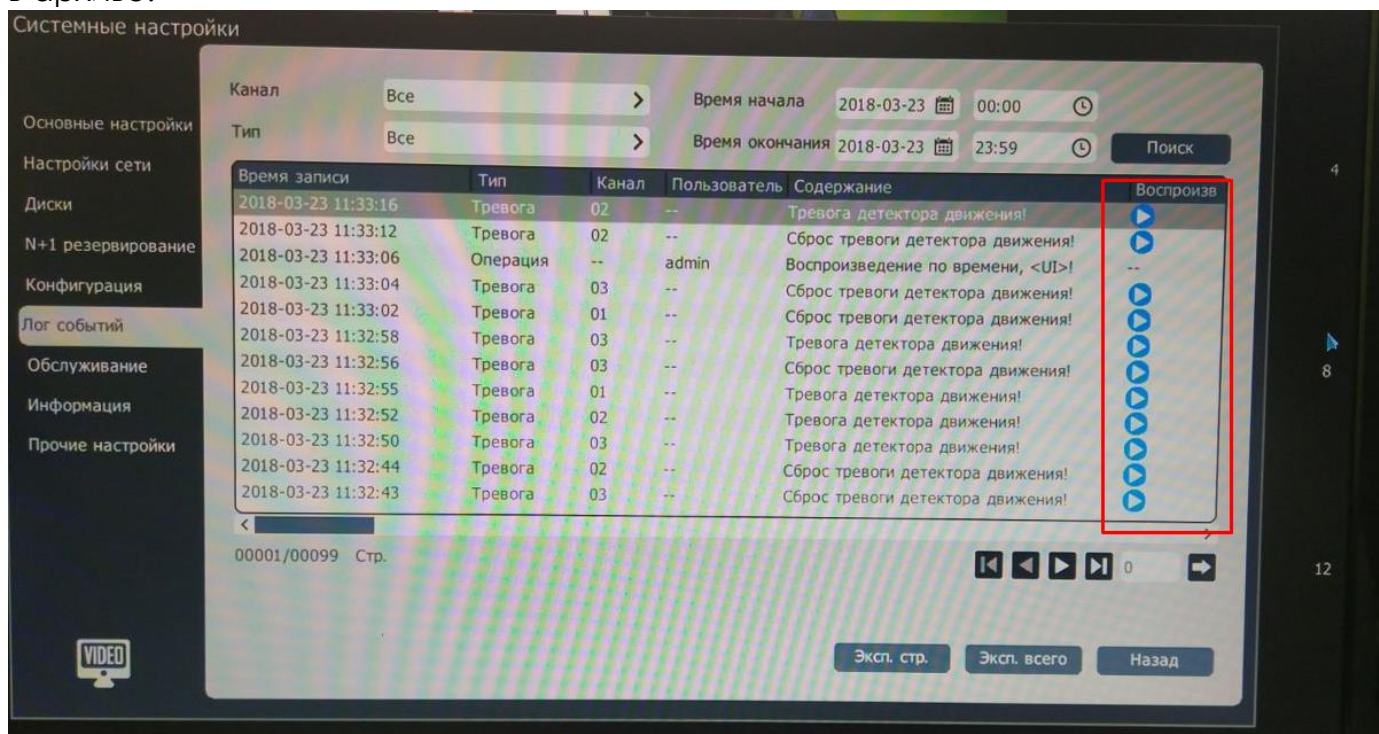 Системные настройки
Канал Все > Время начала 2018-03-23 00:00
Тип Все > Время окончания 2018-03-23 23:59 Поиск
Основные настройки
Настройки сети
Диски
N+1 резервирование
Конфигурация
Лог событий
Обслуживание
Информация
Прочие настройки
Время записи Тип Канал Пользователь Содержание Воспроизв
2018-03-23 11:33:16 Тревога 02 -- Тревога детектора движения!
2018-03-23 11:33:12 Тревога 02 -- Сброс тревоги детектора движения!
2018-03-23 11:33:06 Операция -- admin Воспроизведение по времени, <UI>! --
2018-03-23 11:33:04 Тревога 03 -- Сброс тревоги детектора движения!
2018-03-23 11:33:02 Тревога 01 -- Сброс тревоги детектора движения!
2018-03-23 11:32:58 Тревога 03 -- Тревога детектора движения!
2018-03-23 11:32:56 Тревога 03 -- Сброс тревоги детектора движения!
2018-03-23 11:32:55 Тревога 01 -- Тревога детектора движения!
2018-03-23 11:32:52 Тревога 02 -- Тревога детектора движения!
2018-03-23 11:32:50 Тревога 03 -- Тревога детектора движения!
2018-03-23 11:32:44 Тревога 02 -- Сброс тревоги детектора движения!
2018-03-23 11:32:43 Тревога 03 -- Сброс тревоги детектора движения!
00001/00099 Стр. 0
VIDEO
Эксп. стр. Эксп. всего Назад
4
8
12